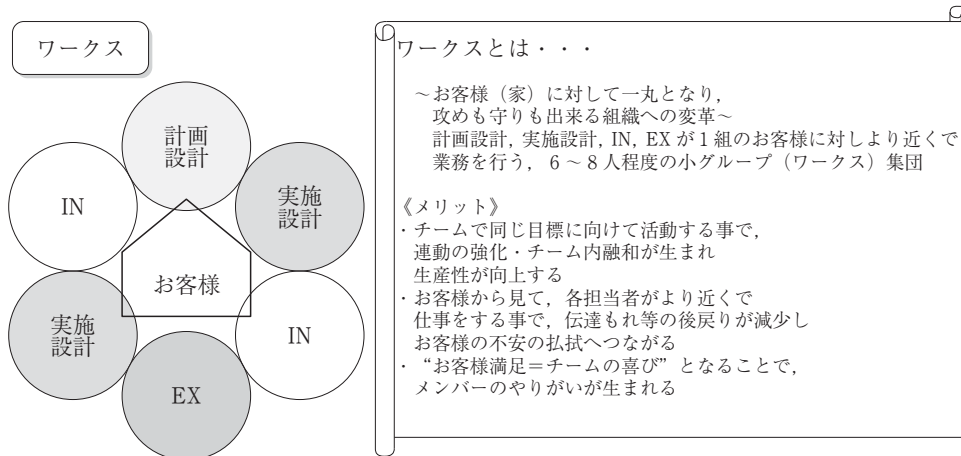 ワークス
計画
設計
IN
実施
設計
お客様
実施
設計
IN
EX
ワークスとは・・・
～お客様（家）に対して一丸となり，
攻めも守りも出来る組織への変革～
計画設計，実施設計，IN，EX が１組のお客様に対しより近くで
業務を行う，６～８人程度の小グループ（ワークス）集団
《メリット》
・チームで同じ目標に向けて活動する事で，
連動の強化・チーム内融和が生まれ
生産性が向上する
・お客様から見て，各担当者がより近くで
仕事をする事で，伝達もれ等の後戻りが減少し
お客様の不安の払拭へつながる
・“お客様満足＝チームの喜び”となることで，
メンバーのやりがいが生まれる